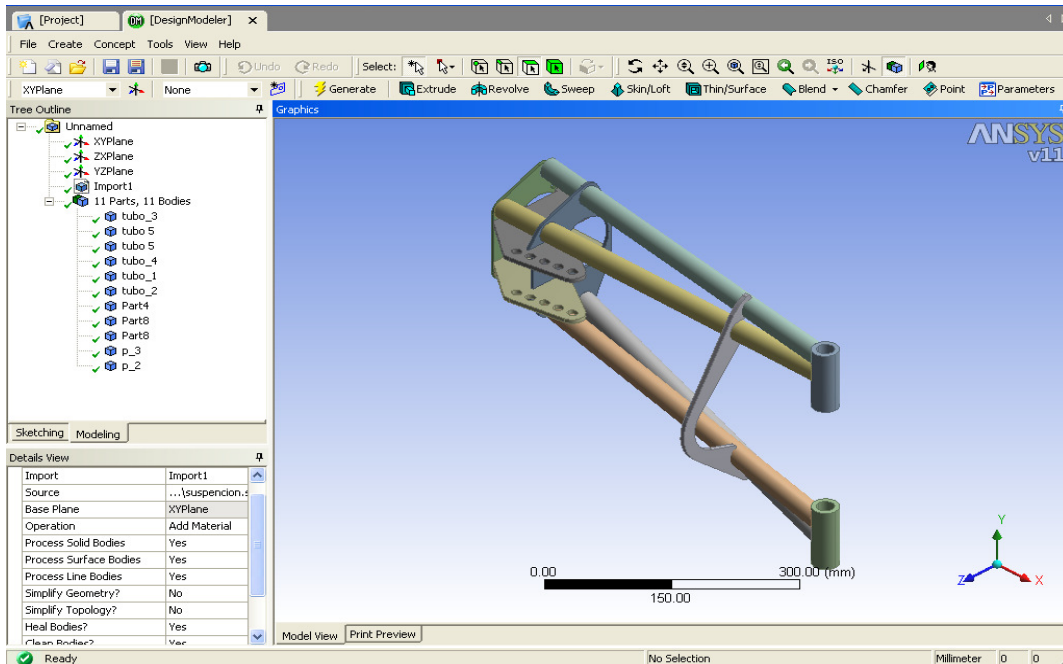 [Project] [DesignModeler]
File Create Concept Tools View Help
Undo Redo Select: ISO
XYPlane None Generate Extrude Revolve Sweep Skin/Loft Thin/Surface Blend Chamfer Point Parameters
Tree Outline
Unnamed
XYPlane
ZXPlane
YZPlane
Import1
11 Parts, 11 Bodies
tubo_3
tubo 5
tubo 5
tubo_4
tubo_1
tubo_2
Part4
Part8
Part8
p_3
p_2
Sketching Modeling
Details View
Import Import1
Source ...\suspencion.s
Base Plane XYPlane
Operation Add Material
Process Solid Bodies Yes
Process Surface Bodies Yes
Process Line Bodies Yes
Simplify Geometry? No
Simplify Topology? No
Heal Bodies? Yes
Clean Bodies? Yes
Graphics
ANSYS
v11
0.00 300.00 (mm)
150.00
Y
Z X
Model View Print Preview
Ready No Selection Millimeter 0 0